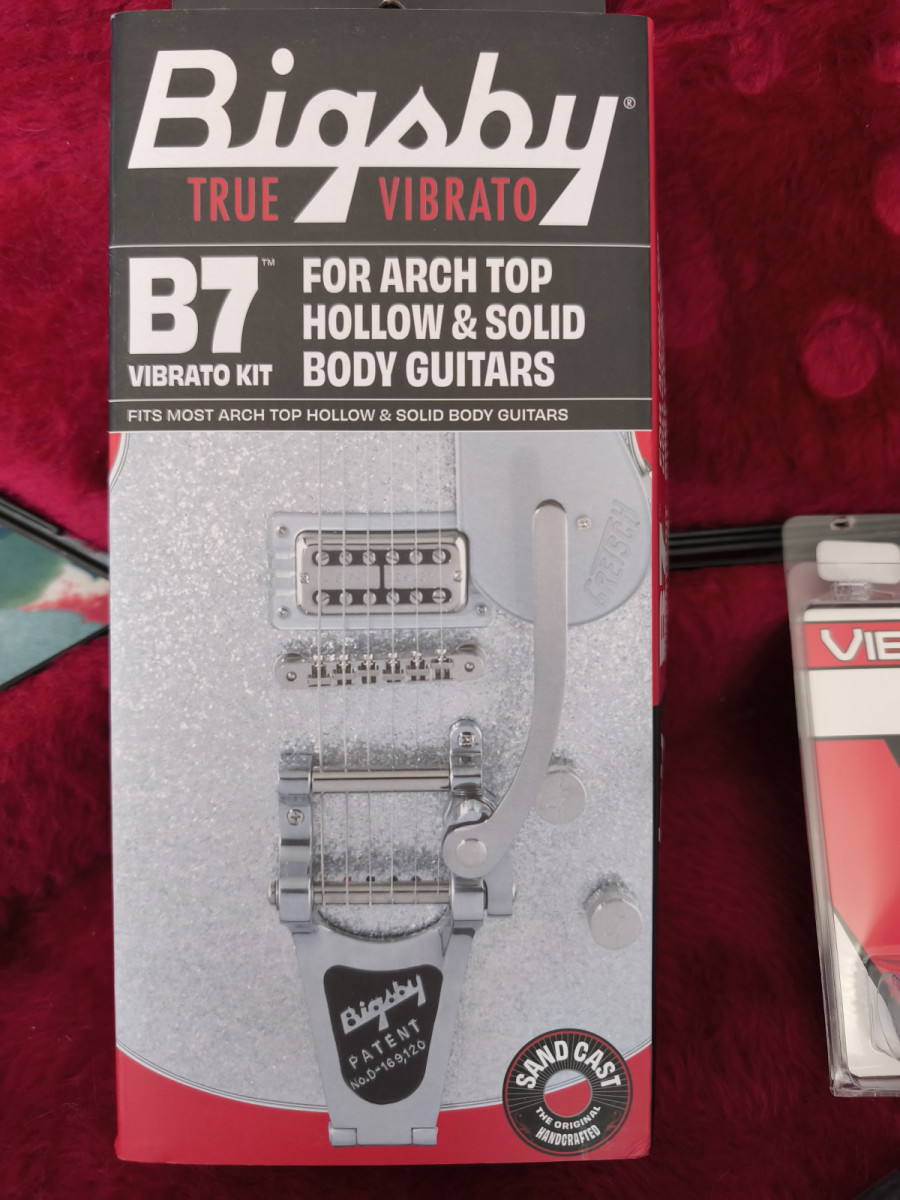 Bigsby®
TRUE VIBRATO
B7™
VIBRATO KIT
FOR ARCH TOP
HOLLOW & SOLID
BODY GUITARS
FITS MOST ARCH TOP HOLLOW & SOLID BODY GUITARS
GRETSCH
VIB
Bigsby
PATENT
No.D-169,120
SAND CAST
THE ORIGINAL
HANDCRAFTED